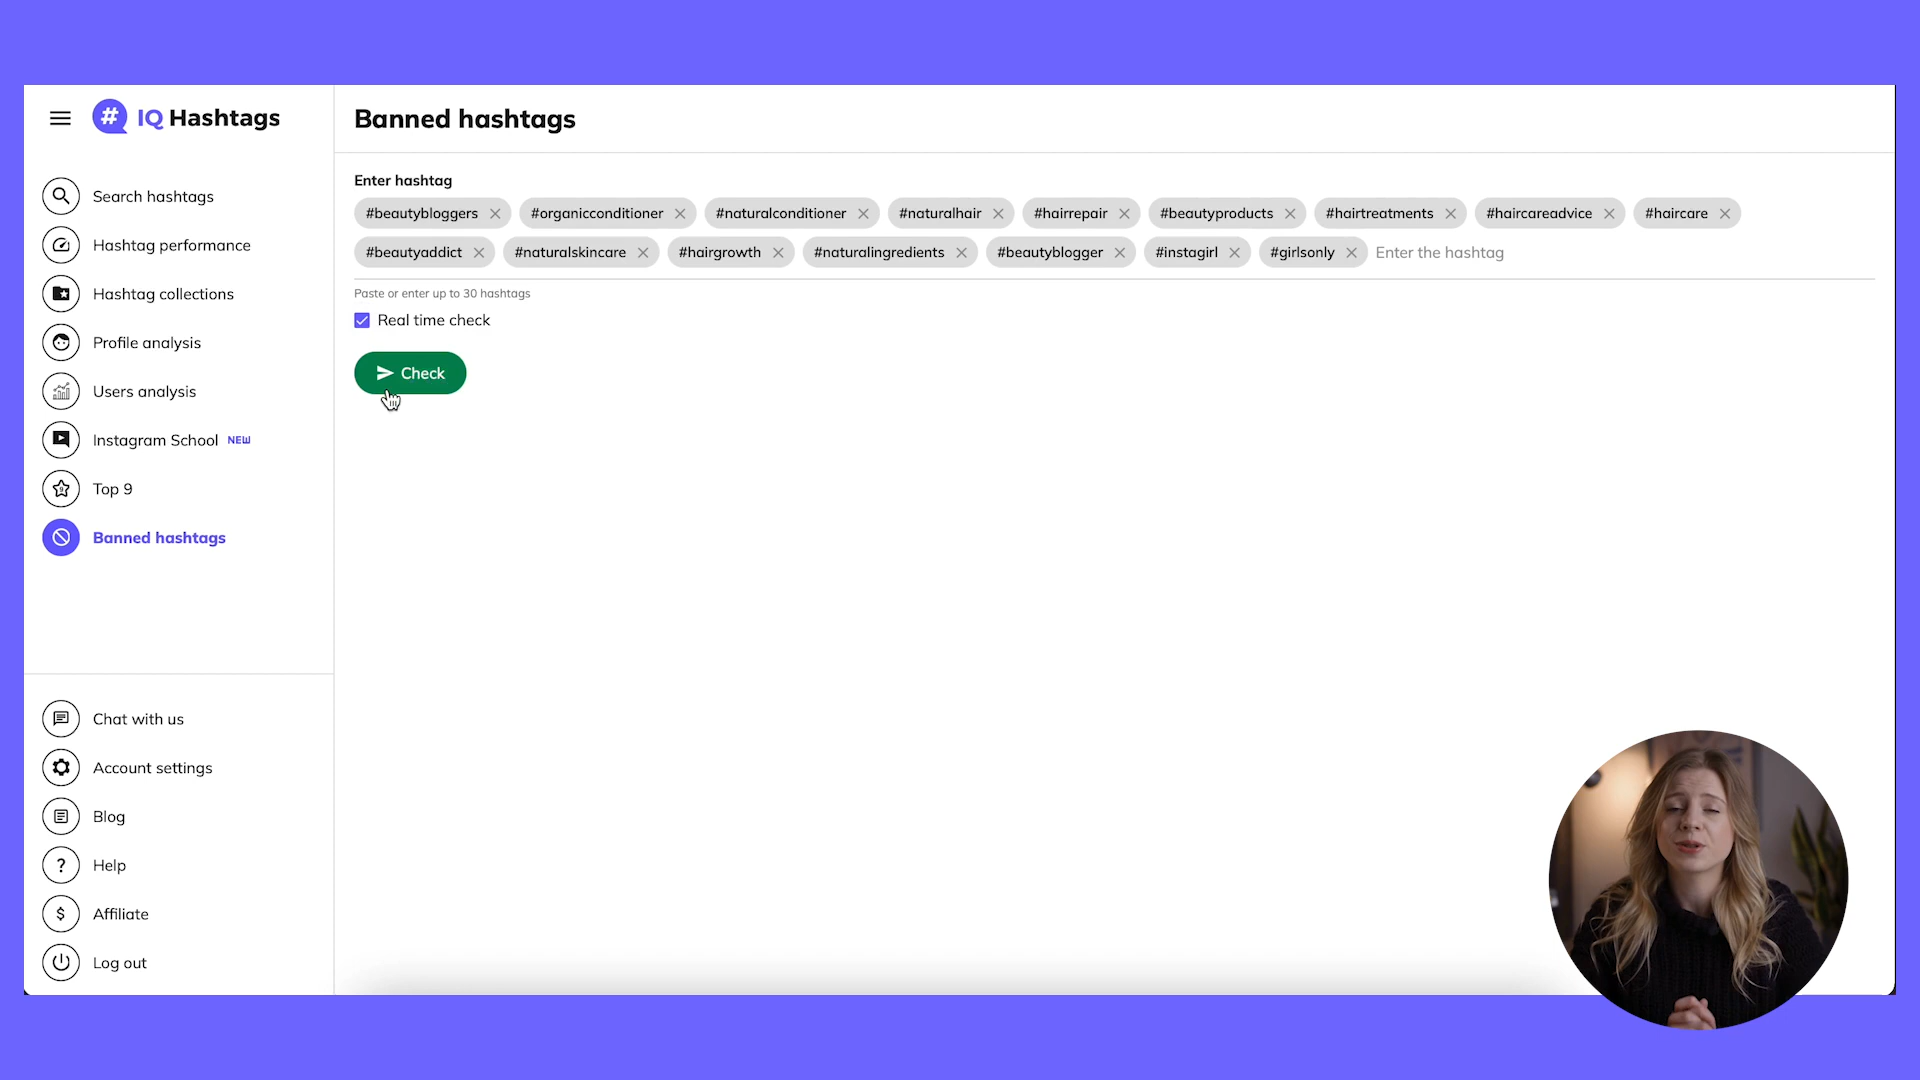 # IQ Hashtags
Banned hashtags
Search hashtags
Hashtag performance
Hashtag collections
Profile analysis
Users analysis
Instagram School NEW
Top 9
Banned hashtags
Chat with us
Account settings
Blog
? Help
$ Affiliate
Log out
Enter hashtag
#beautybloggers #organicconditioner #naturalconditioner #naturalhair #hairrepair #beautyproducts #hairtreatments #haircareadvice #haircare
#beautyaddict #naturalskincare #hairgrowth #naturalingredients #beautyblogger #instagirl #girlsonly Enter the hashtag
Paste or enter up to 30 hashtags
Real time check
Check